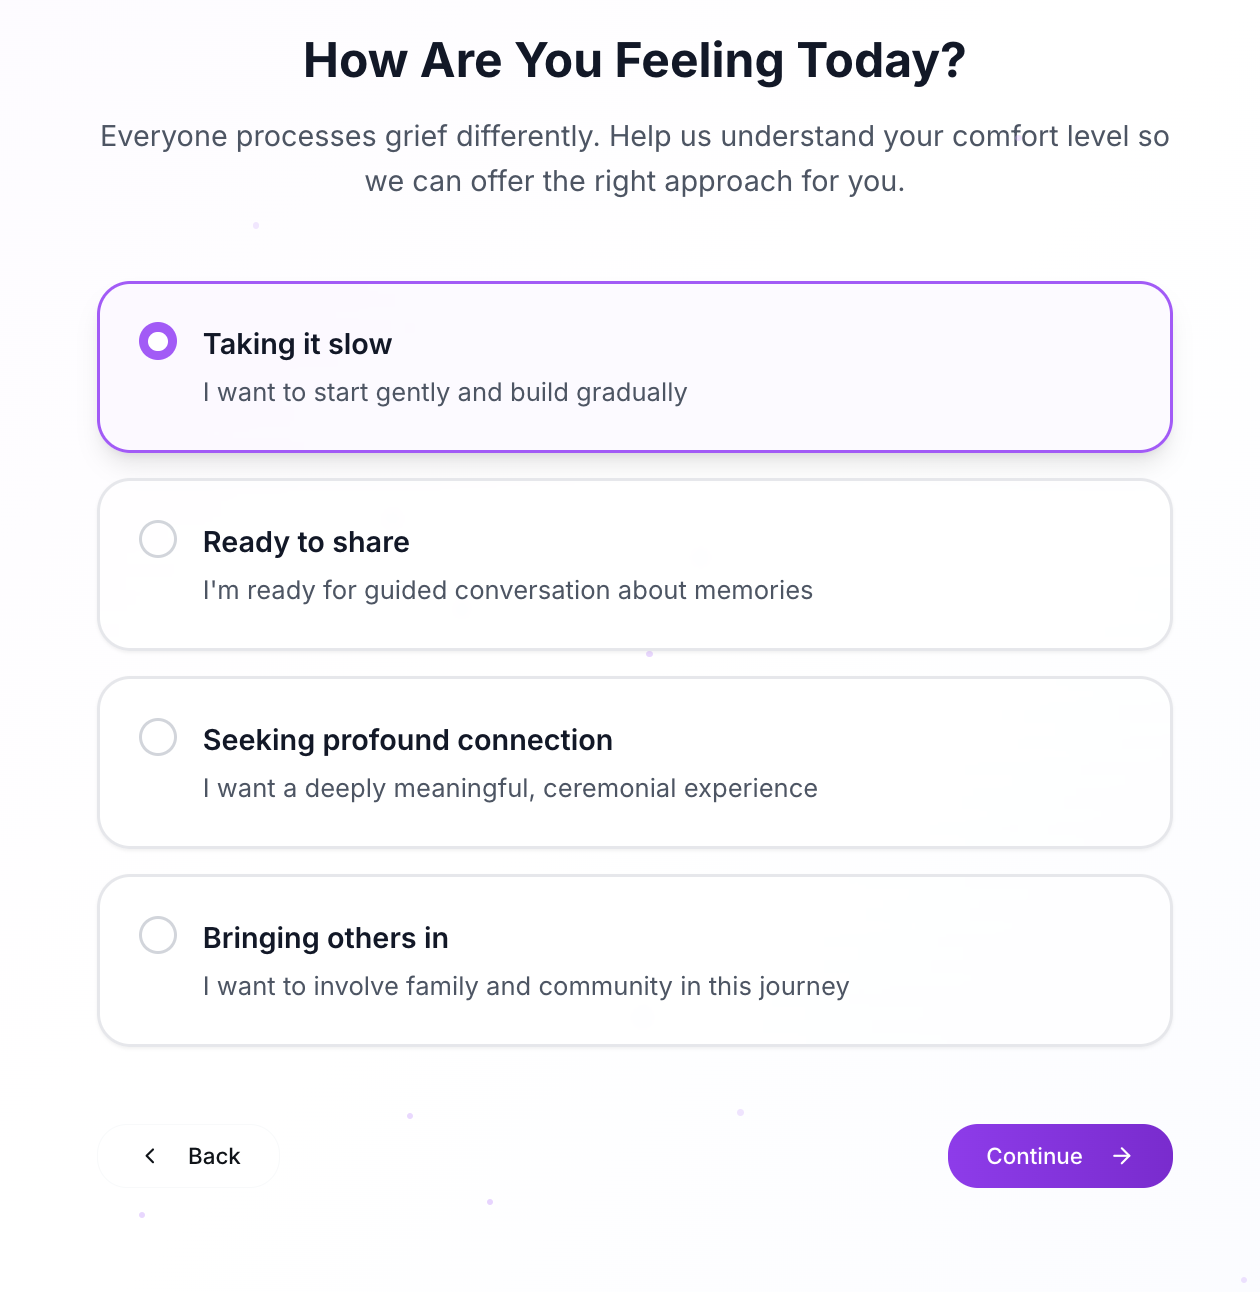 How Are You Feeling Today?
Everyone processes grief differently. Help us understand your comfort level so
we can offer the right approach for you.
Taking it slow
I want to start gently and build gradually
Ready to share
I'm ready for guided conversation about memories
Seeking profound connection
I want a deeply meaningful, ceremonial experience
Bringing others in
I want to involve family and community in this journey
Back
Continue